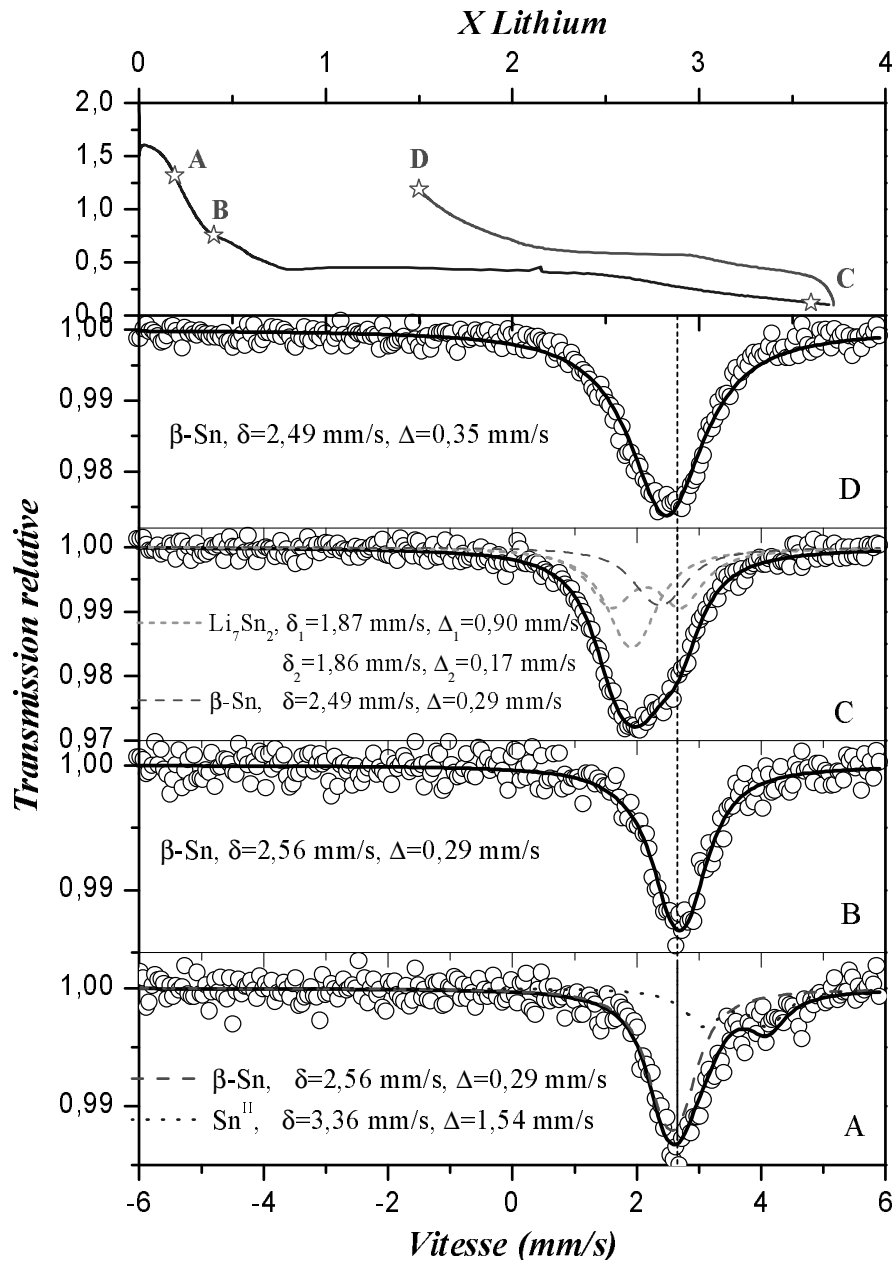 X Lithium
0 1 2 3 4
2,0
1,5
1,0
0,5
0,0
A
B
D
C
1,00
0,99
0,98
β-Sn, δ=2,49 mm/s, Δ=0,35 mm/s
D
1,00
0,99
0,98
0,97
Li₇Sn₂, δ₁=1,87 mm/s, Δ₁=0,90 mm/s
δ₂=1,86 mm/s, Δ₂=0,17 mm/s
β-Sn, δ=2,49 mm/s, Δ=0,29 mm/s
C
1,00
0,99
β-Sn, δ=2,56 mm/s, Δ=0,29 mm/s
B
1,00
0,99
β-Sn, δ=2,56 mm/s, Δ=0,29 mm/s
Snᴵᴵ, δ=3,36 mm/s, Δ=1,54 mm/s
A
-6 -4 -2 0 2 4 6
Vitesse (mm/s)
Transmission relative